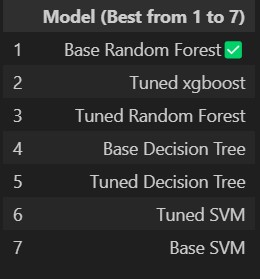 Model (Best from 1 to 7)
1 Base Random Forest ✅
2 Tuned xgboost
3 Tuned Random Forest
4 Base Decision Tree
5 Tuned Decision Tree
6 Tuned SVM
7 Base SVM